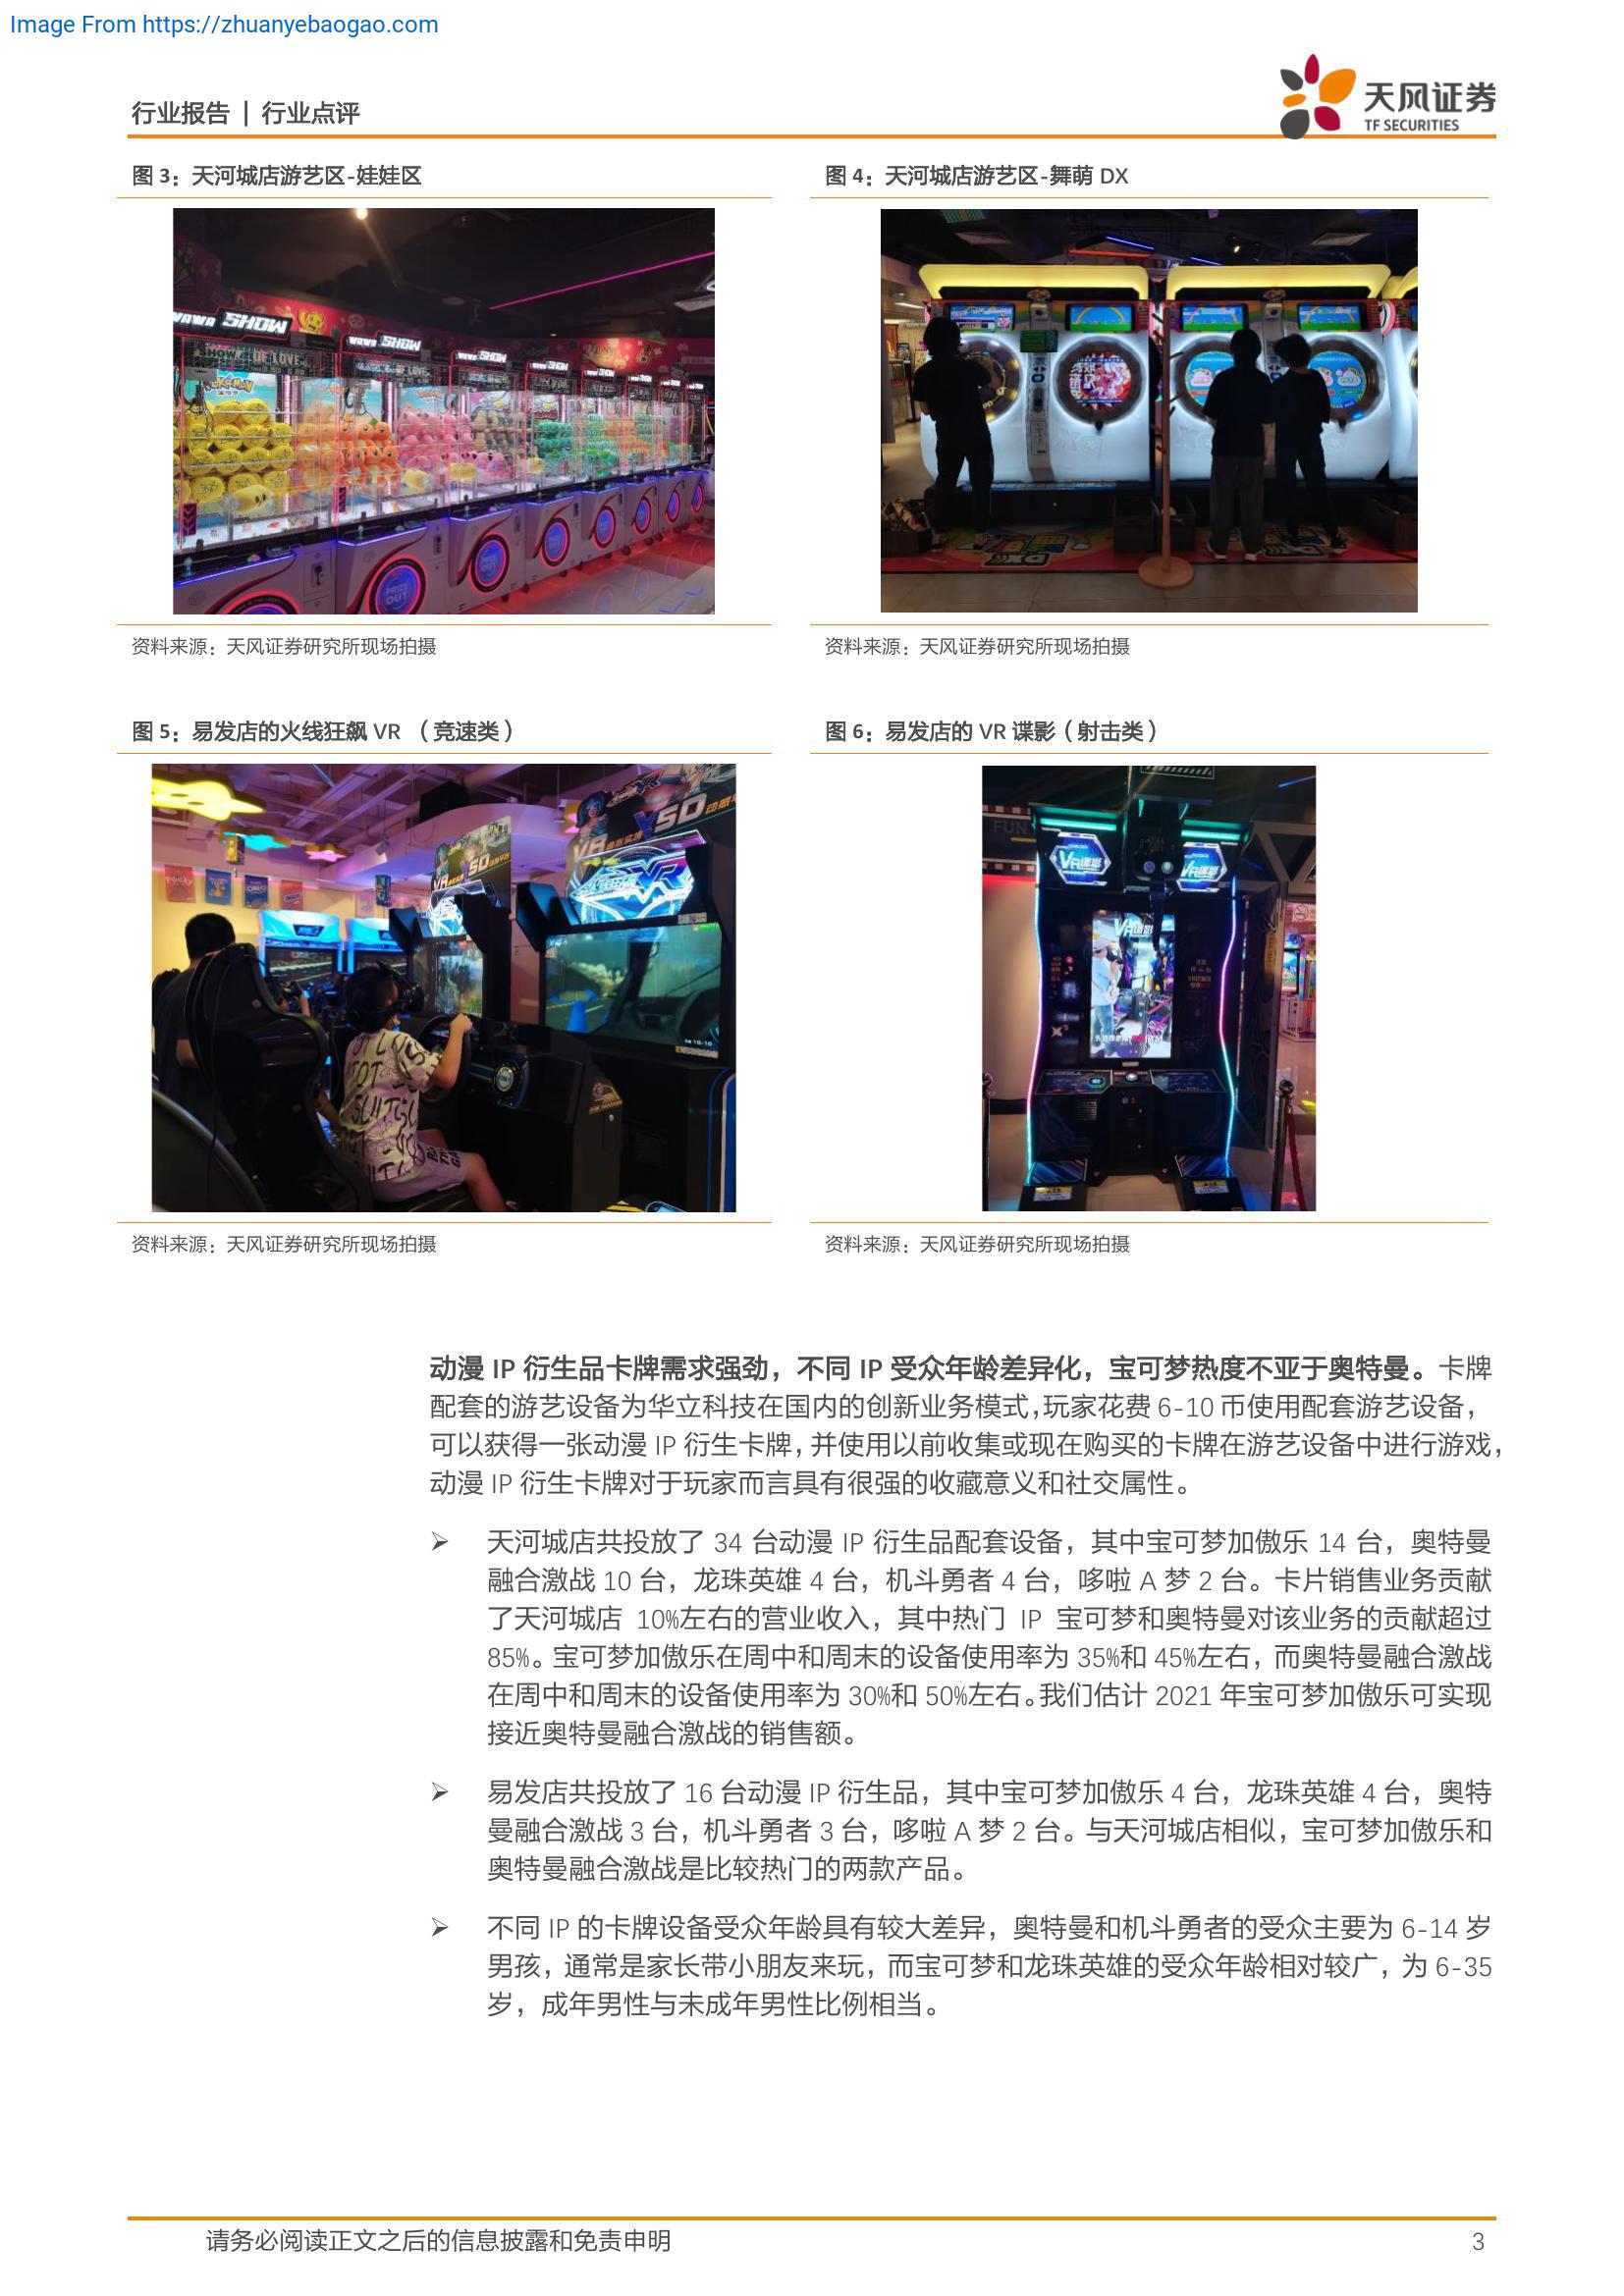 Image From https://zhuanyebaogao.com
行业报告 | 行业点评
天风证券
TF SECURITIES
图 3：天河城店游艺区-娃娃区
图 4：天河城店游艺区-舞萌 DX
WAWA SHOW
WAWA SHOW
WAWA SHOW
PRIZE OUT
PRIZE OUT
资料来源：天风证券研究所现场拍摄
资料来源：天风证券研究所现场拍摄
图 5：易发店的火线狂飙 VR （竞速类）
图 6：易发店的 VR 谍影（射击类）
VR
VR
FUN
VR谍影
VR谍影
资料来源：天风证券研究所现场拍摄
资料来源：天风证券研究所现场拍摄
动漫 IP 衍生品卡牌需求强劲，不同 IP 受众年龄差异化，宝可梦热度不亚于奥特曼。卡牌
配套的游艺设备为华立科技在国内的创新业务模式，玩家花费 6-10 币使用配套游艺设备，
可以获得一张动漫 IP 衍生卡牌，并使用以前收集或现在购买的卡牌在游艺设备中进行游戏，
动漫 IP 衍生卡牌对于玩家而言具有很强的收藏意义和社交属性。
➢ 天河城店共投放了 34 台动漫 IP 衍生品配套设备，其中宝可梦加傲乐 14 台，奥特曼
融合激战 10 台，龙珠英雄 4 台，机斗勇者 4 台，哆啦 A 梦 2 台。卡片销售业务贡献
了天河城店 10%左右的营业收入，其中热门 IP 宝可梦和奥特曼对该业务的贡献超过
85%。宝可梦加傲乐在周中和周末的设备使用率为 35%和 45%左右，而奥特曼融合激战
在周中和周末的设备使用率为 30%和 50%左右。我们估计 2021 年宝可梦加傲乐可实现
接近奥特曼融合激战的销售额。
➢ 易发店共投放了 16 台动漫 IP 衍生品，其中宝可梦加傲乐 4 台，龙珠英雄 4 台，奥特
曼融合激战 3 台，机斗勇者 3 台，哆啦 A 梦 2 台。与天河城店相似，宝可梦加傲乐和
奥特曼融合激战是比较热门的两款产品。
➢ 不同 IP 的卡牌设备受众年龄具有较大差异，奥特曼和机斗勇者的受众主要为 6-14 岁
男孩，通常是家长带小朋友来玩，而宝可梦和龙珠英雄的受众年龄相对较广，为 6-35
岁，成年男性与未成年男性比例相当。
请务必阅读正文之后的信息披露和免责申明
3